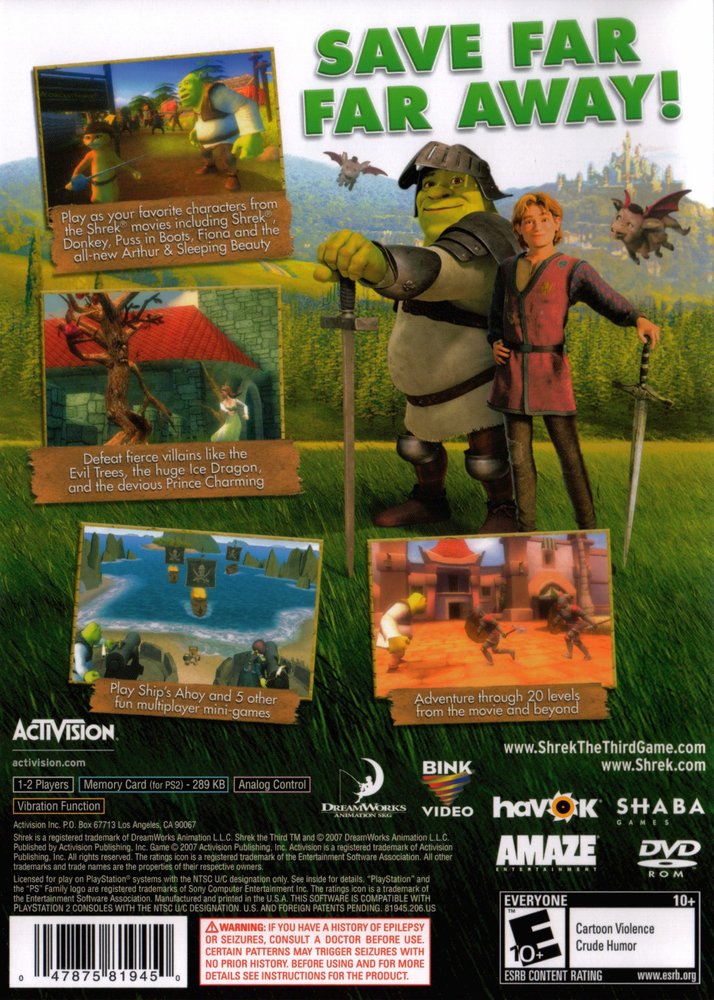 SAVE FAR
FAR AWAY!
Play as your favorite characters from
the Shrek® movies including Shrek,®
Donkey, Puss in Boots, Fiona and the
all-new Arthur & Sleeping Beauty
Defeat fierce villains like the
Evil Trees, the huge Ice Dragon,
and the devious Prince Charming
Play Ship's Ahoy and 5 other
fun multiplayer mini-games
Adventure through 20 levels
from the movie and beyond
ACTIVISION
activision.com
www.ShrekTheThirdGame.com
www.Shrek.com
1-2 Players
Memory Card (for PS2) - 289 KB
Analog Control
Vibration Function
DREAMWORKS
ANIMATION SKG
BINK
VIDEO
havok
SHABA
GAMES
AMAZE
ENTERTAINMENT
DVD
ROM
Activision Inc. P.O. Box 67713 Los Angeles, CA 90067
Shrek is a registered trademark of DreamWorks Animation L.L.C. Shrek the Third TM and © 2007 DreamWorks Animation L.L.C.
Published by Activision Publishing, Inc. Game © 2007 Activision Publishing, Inc. Activision is a registered trademark of Activision
Publishing, Inc. All rights reserved. The ratings icon is a registered trademark of the Entertainment Software Association. All other
trademarks and trade names are the properties of their respective owners.
Licensed for play on PlayStation® systems with the NTSC U/C designation only. See inside for details. "PlayStation" and
the "PS" Family logo are registered trademarks of Sony Computer Entertainment Inc. The ratings icon is a trademark of
the Entertainment Software Association. Manufactured and printed in the U.S.A. THIS SOFTWARE IS COMPATIBLE WITH
PLAYSTATION 2 CONSOLES WITH THE NTSC U/C DESIGNATION. U.S. AND FOREIGN PATENTS PENDING. 81945.206.US
0 47875 81945 0
WARNING: IF YOU HAVE A HISTORY OF EPILEPSY
OR SEIZURES, CONSULT A DOCTOR BEFORE USE.
CERTAIN PATTERNS MAY TRIGGER SEIZURES WITH
NO PRIOR HISTORY. BEFORE USING AND FOR MORE
DETAILS SEE INSTRUCTIONS FOR THE PRODUCT.
EVERYONE 10+
E
10+
TM
Cartoon Violence
Crude Humor
ESRB CONTENT RATING www.esrb.org